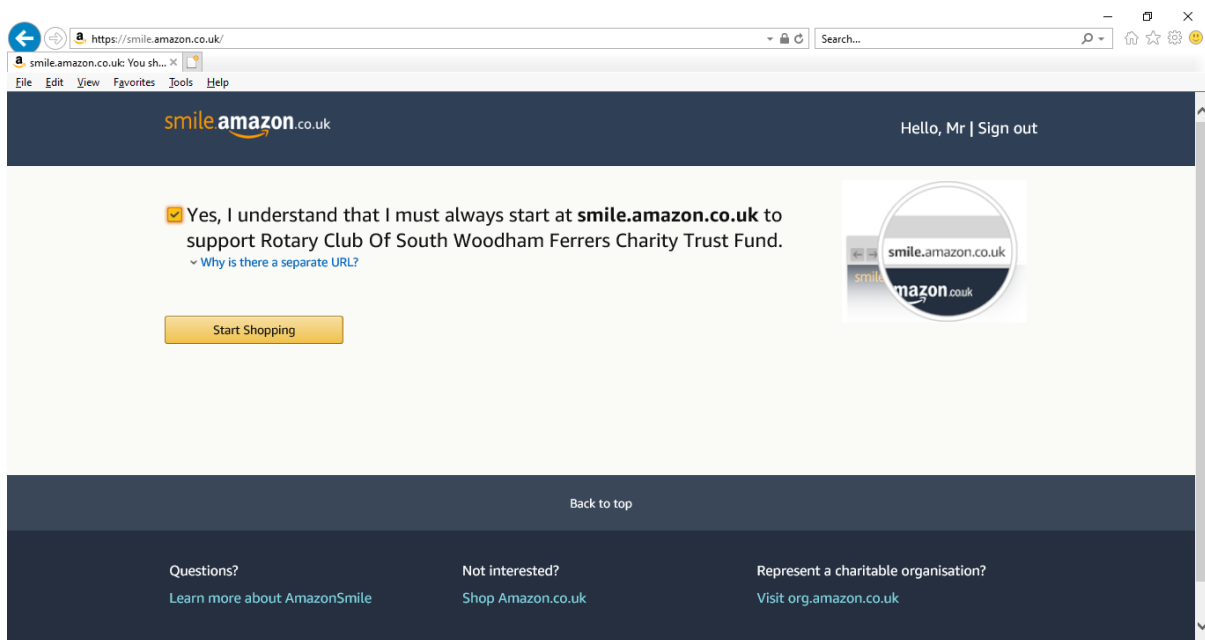 https://smile.amazon.co.uk/
Search...
smile.amazon.co.uk: You sh...
File Edit View Favorites Tools Help
smile.amazon.co.uk
Hello, Mr | Sign out
Yes, I understand that I must always start at smile.amazon.co.uk to
support Rotary Club Of South Woodham Ferrers Charity Trust Fund.
Why is there a separate URL?
smile.amazon.co.uk
smile
mazon.co.uk
Start Shopping
Back to top
Questions? Not interested? Represent a charitable organisation?
Learn more about AmazonSmile Shop Amazon.co.uk Visit org.amazon.co.uk